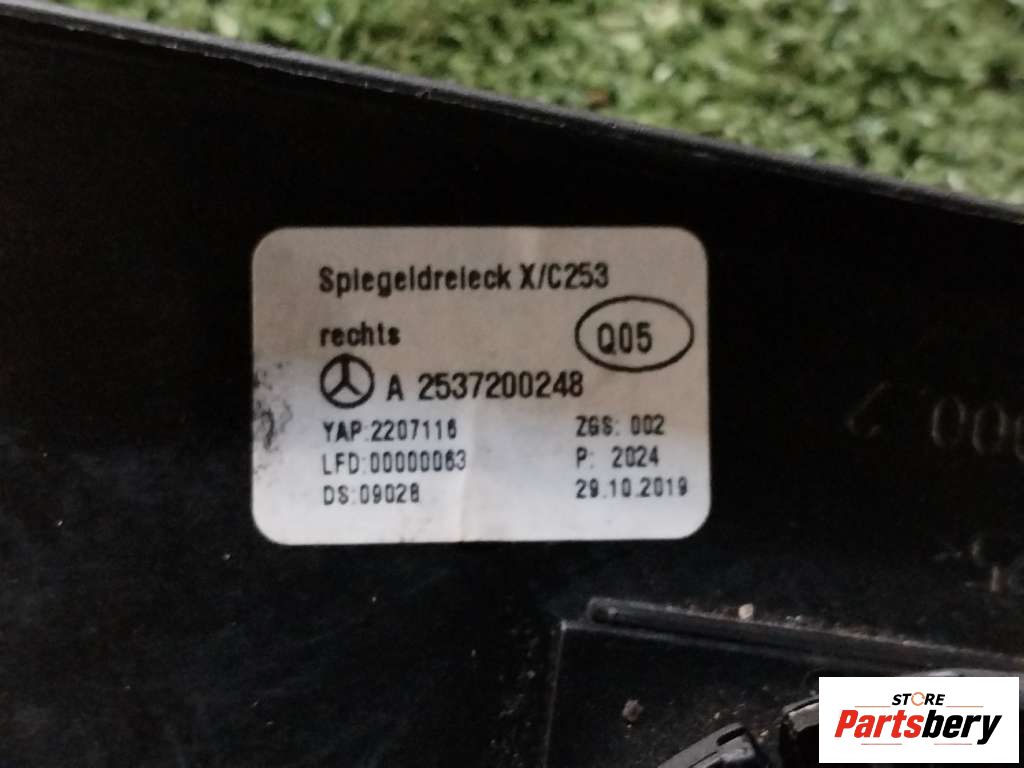 Spiegeldreieck X/C253
rechts
Q05
A 2537200248
YAP:2207116 ZGS: 002
LFD:00000063 P: 2024
DS:09028 29.10.2019
STORE
Partsbery